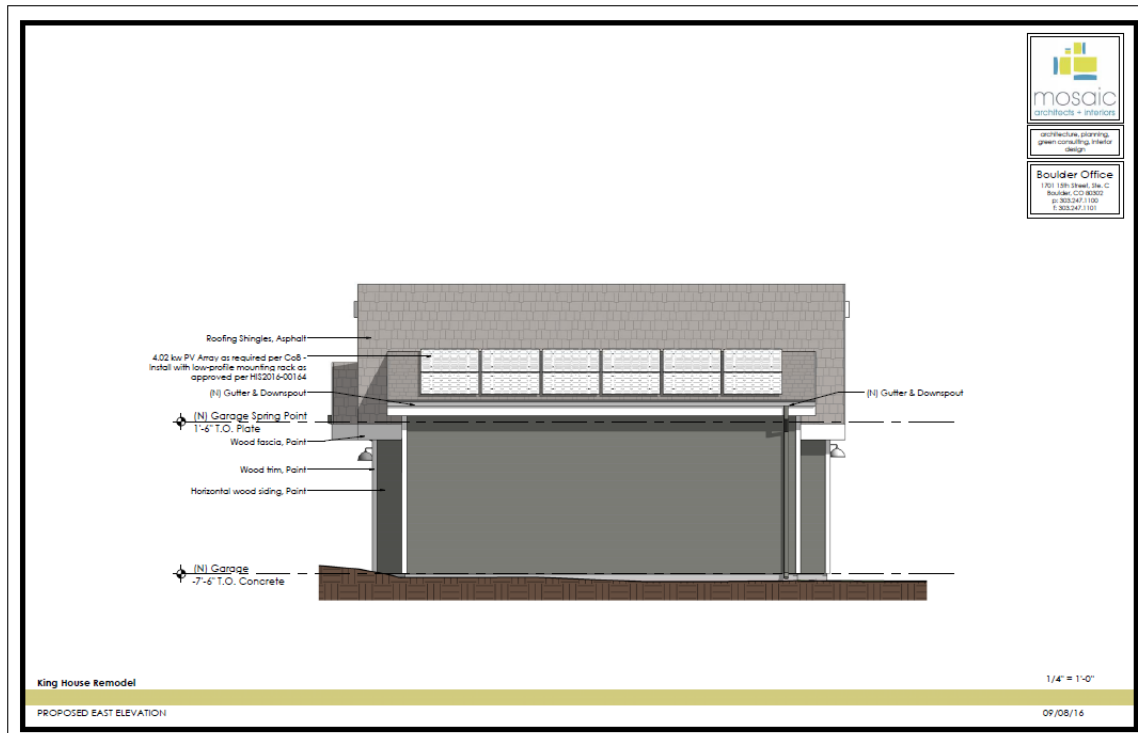 mosaic
architects + interiors
architecture, planning,
green consulting, interior
design
Boulder Office
1701 15th Street, Ste. C
Boulder, CO 80302
p: 303.247.1100
f: 303.247.1101
Roofing Shingles, Asphalt
4.02 kw PV Array as required per CoB -
Install with low-profile mounting rack as
approved per HIS2016-00164
(N) Gutter & Downspout
(N) Gutter & Downspout
(N) Garage Spring Point
1'-6" T.O. Plate
Wood fascia, Paint
Wood trim, Paint
Horizontal wood siding, Paint
(N) Garage
-7'-6" T.O. Concrete
King House Remodel
1/4" = 1'-0"
PROPOSED EAST ELEVATION
09/08/16